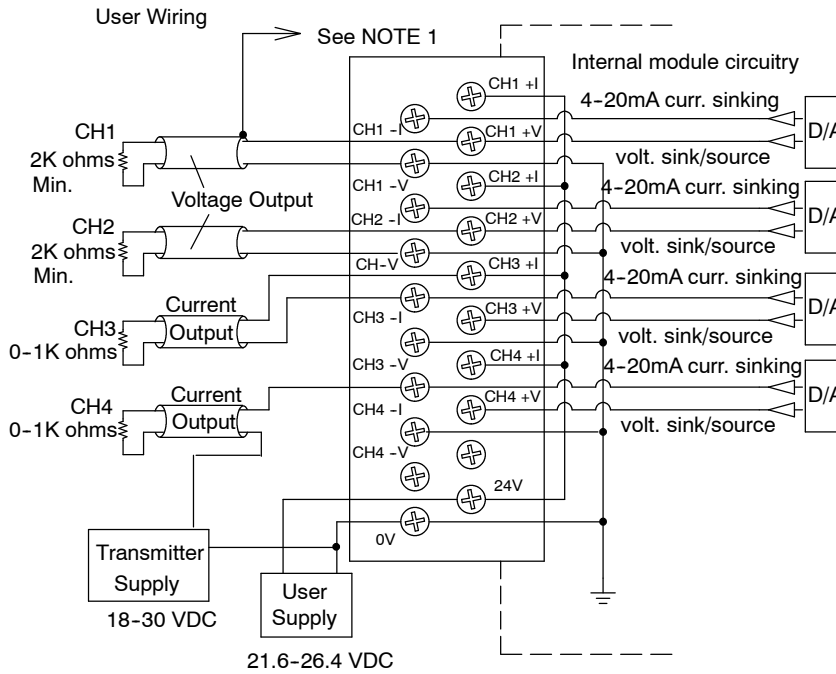 User Wiring
See NOTE 1
Internal module circuitry
CH1 +I
4-20mA curr. sinking
CH1
CH1 -I
CH1 +V
D/A
2K ohms
Min.
volt. sink/source
CH2 +I
CH1 -V
4-20mA curr. sinking
Voltage Output
CH2 -I
CH2 +V
D/A
CH2
2K ohms
Min.
volt. sink/source
CH-V
CH3 +I
4-20mA curr. sinking
Current
Output
CH3
0-1K ohms
CH3 -I
CH3 +V
D/A
volt. sink/source
CH3 -V
CH4 +I
4-20mA curr. sinking
Current
Output
CH4
0-1K ohms
CH4 -I
CH4 +V
D/A
volt. sink/source
CH4 -V
24V
0V
Transmitter
Supply
18-30 VDC
User
Supply
21.6-26.4 VDC